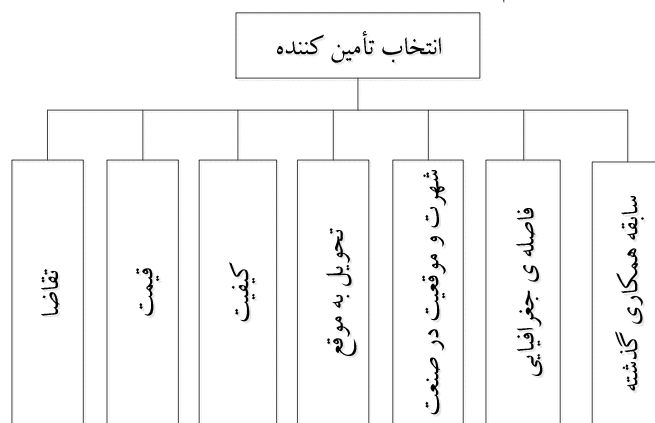 انتخاب تأمین کننده
سابقه همکاری گذشته
فاصله ی جغرافیایی
شهرت و موقعیت در صنعت
تحویل به موقع
کیفیت
قیمت
تقاضا